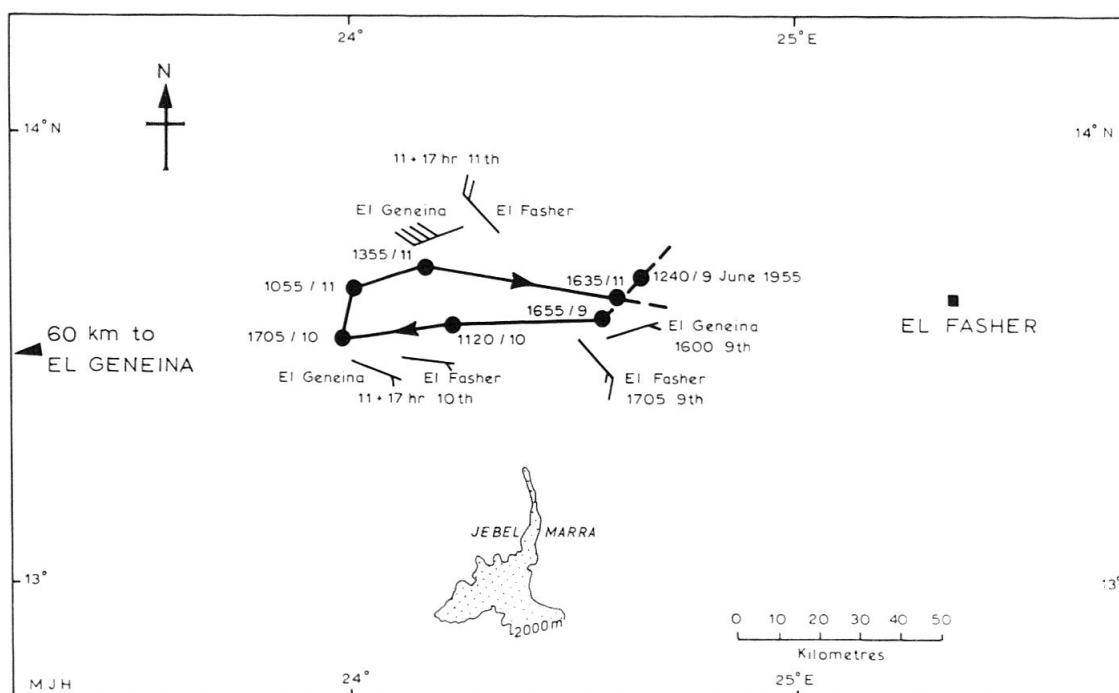 24°
25°E
N
14°N
14°N
11 + 17 hr 11th
El Geneina
El Fasher
1355/11
1055 / 11
1635/11
1240/9 June 1955
1655/9
EL FASHER
60 km to
EL GENEINA
1705 / 10
1120/10
El Geneina
1600 9th
El Geneina
El Fasher
11 + 17 hr 10th
El Fasher
1705 9th
JEBEL MARRA
13°
13°
2000m
0 10 20 30 40 50
Kilometres
MJH
24°
25°E